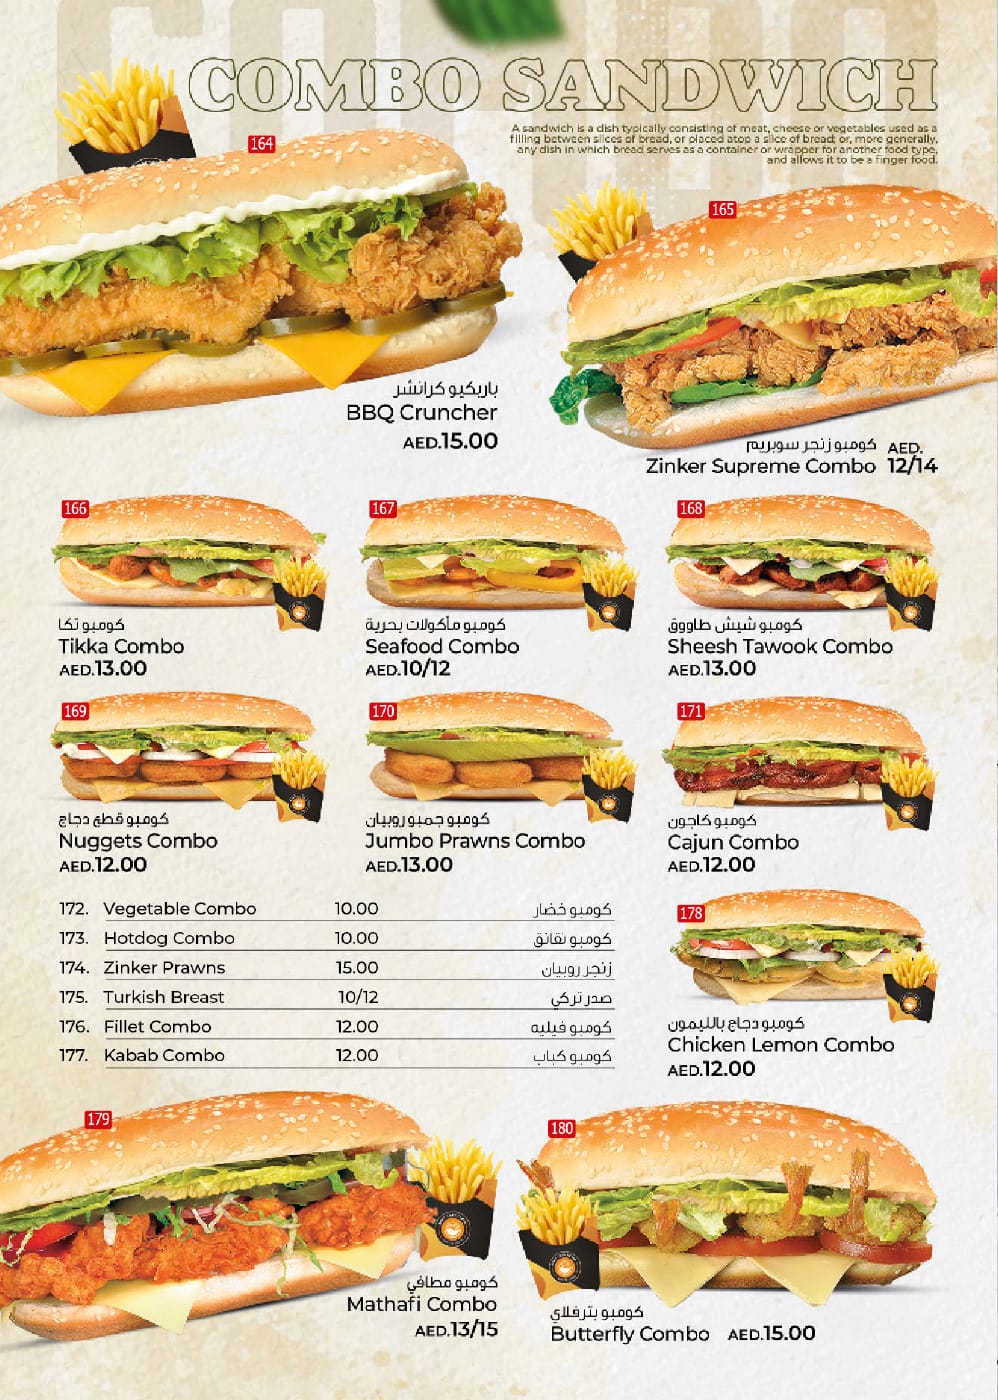 COMBO SANDWICH
A sandwich is a dish typically consisting of meat, cheese or vegetables used as a
filling between slices of bread, or placed atop a slice of bread; or, more generally,
any dish in which bread serves as a container or wrapper for another food type,
and allows it to be a finger food.
164
باربكيو كرانشر
BBQ Cruncher
AED.15.00
165
كومبو زنجر سوبريم
Zinker Supreme Combo
AED.
12/14
166
كومبو تكا
Tikka Combo
AED.13.00
167
كومبو مأكولات بحرية
Seafood Combo
AED.10/12
168
كومبو شيش طاووق
Sheesh Tawook Combo
AED.13.00
169
كومبو قطع دجاج
Nuggets Combo
AED.12.00
170
كومبو جمبو روبيان
Jumbo Prawns Combo
AED.13.00
171
كومبو كاجون
Cajun Combo
AED.12.00
172. Vegetable Combo 10.00 كومبو خضار
173. Hotdog Combo 10.00 كومبو نقانق
174. Zinker Prawns 15.00 زنجر روبيان
175. Turkish Breast 10/12 صدر تركي
176. Fillet Combo 12.00 كومبو فيليه
177. Kabab Combo 12.00 كومبو كباب
178
كومبو دجاج بالليمون
Chicken Lemon Combo
AED.12.00
179
كومبو مطافي
Mathafi Combo
AED.13/15
180
كومبو بترفلاي
Butterfly Combo AED.15.00